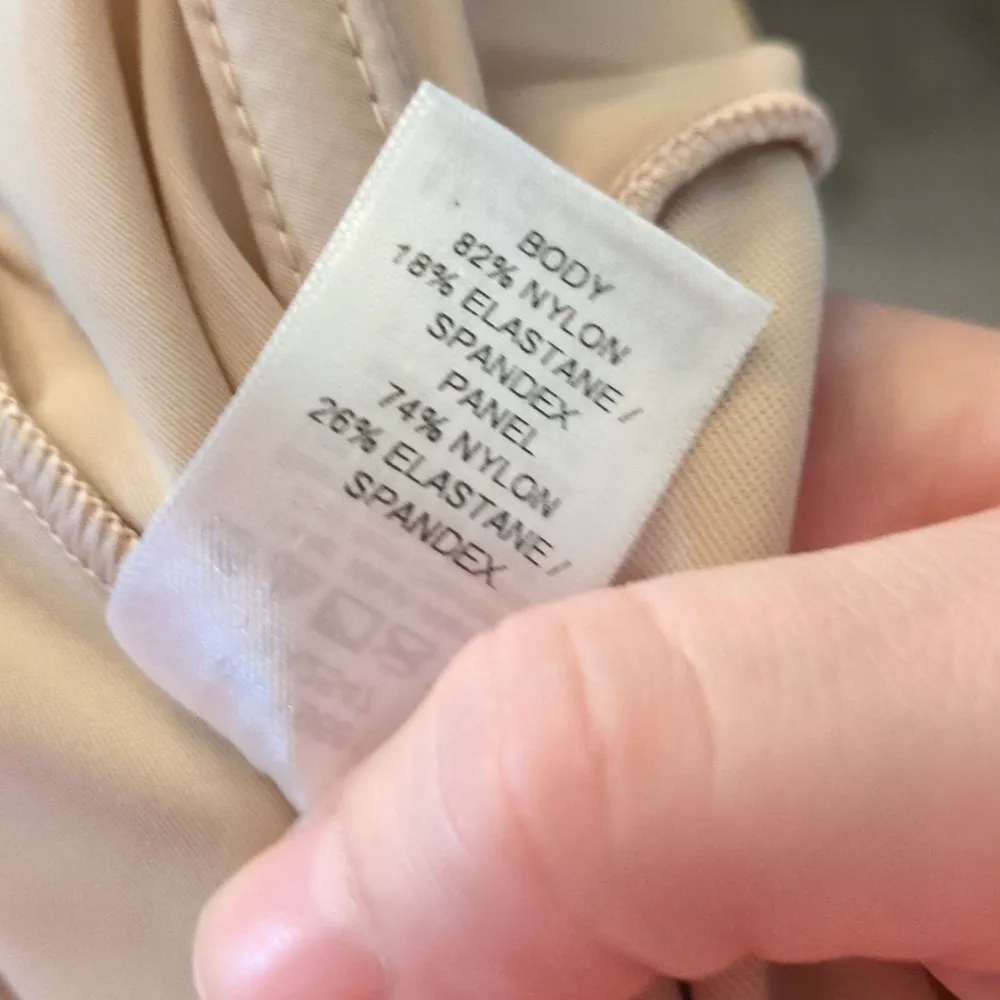 BODY
82% NYLON
18% ELASTANE /
SPANDEX
PANEL
74% NYLON
26% ELASTANE /
SPANDEX